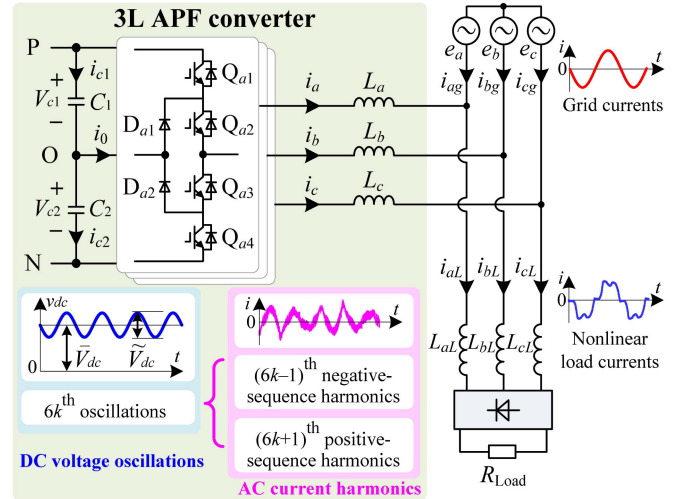 3L APF converter
P
i_c1
+
V_c1 C_1
−
O
i_0
+
V_c2 C_2
−
i_c2
N
Q_a1
D_a1
Q_a2
D_a2
Q_a3
Q_a4
i_a L_a
i_b L_b
i_c L_c
e_a e_b e_c
i_ag i_bg i_cg
i t
0
Grid currents
i_aL i_bL i_cL
L_aL L_bL L_cL
i t
0
Nonlinear
load currents
R_Load
v_dc
V̄_dc Ṽ_dc t
0
6k^th oscillations
DC voltage oscillations
i t
0
(6k−1)^th negative-
sequence harmonics
(6k+1)^th positive-
sequence harmonics
AC current harmonics